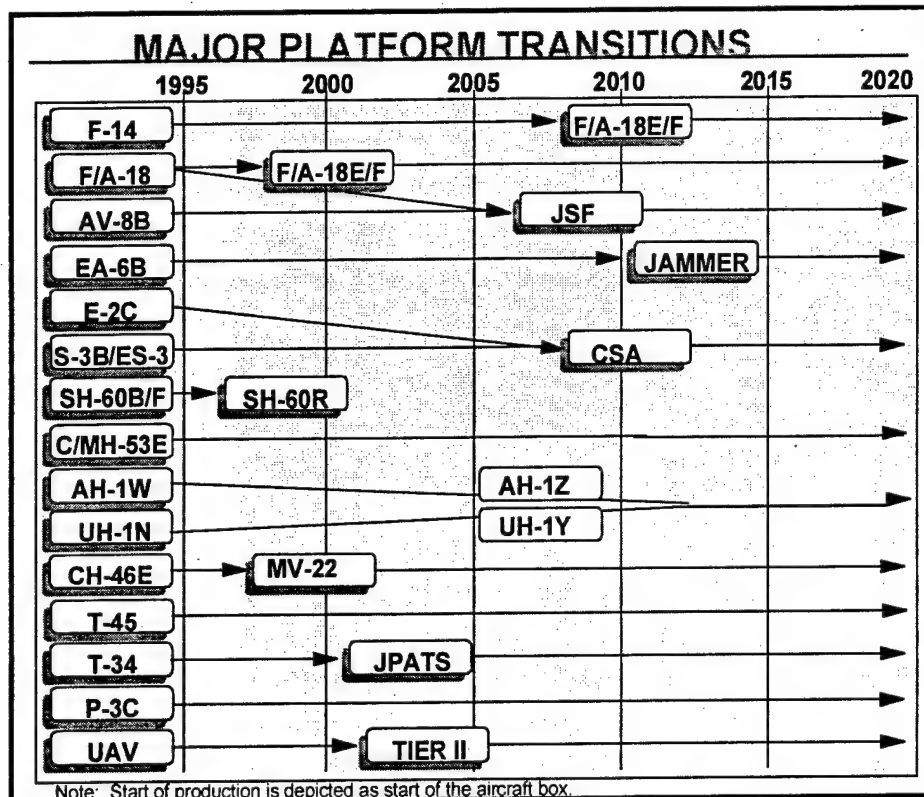 MAJOR PLATFORM TRANSITIONS
1995 2000 2005 2010 2015 2020
F-14 F/A-18E/F
F/A-18 F/A-18E/F
AV-8B JSF
EA-6B JAMMER
E-2C
S-3B/ES-3 CSA
SH-60B/F SH-60R
C/MH-53E
AH-1W AH-1Z
UH-1N UH-1Y
CH-46E MV-22
T-45
T-34 JPATS
P-3C
UAV TIER II
Note: Start of production is depicted as start of the aircraft box.